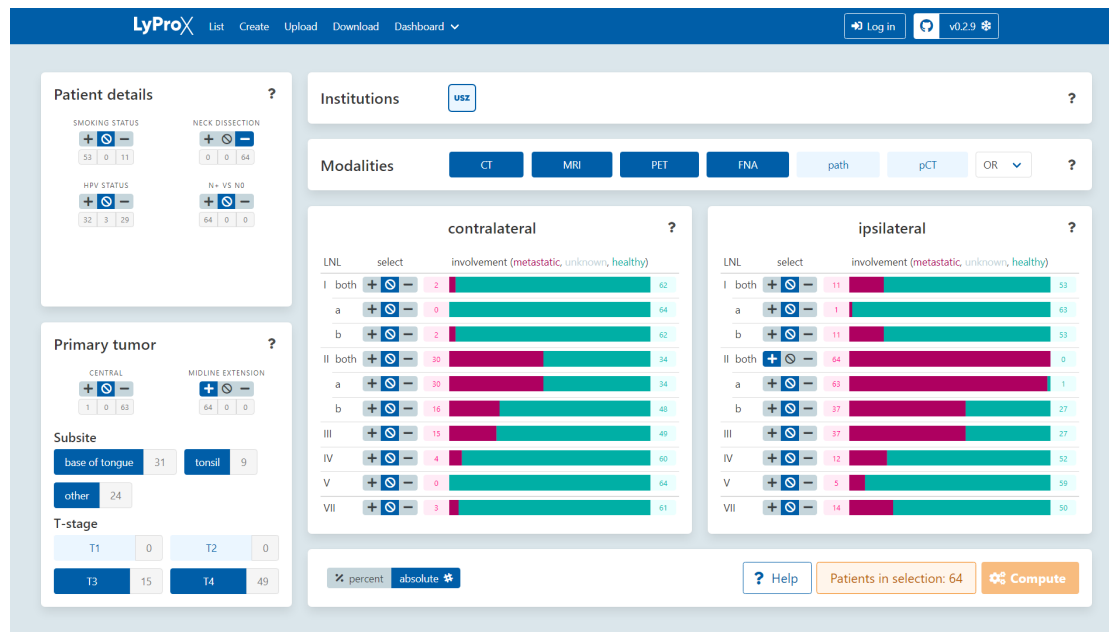 LyProX List Create Upload Download Dashboard Log in v0.2.9
Patient details ?
SMOKING STATUS NECK DISSECTION
53 0 11 0 0 64
HPV STATUS N+ VS N0
32 3 29 64 0 0
Institutions USZ ?
Modalities CT MRI PET FNA path pCT OR ?
Primary tumor ?
CENTRAL MIDLINE EXTENSION
1 0 63 64 0 0
Subsite
base of tongue 31 tonsil 9
other 24
T-stage
T1 0 T2 0
T3 15 T4 49
contralateral ?
LNL select involvement (metastatic, unknown, healthy)
I both + − 2 62
a + − 0 64
b + − 2 62
II both + − 30 34
a + − 30 34
b + − 16 48
III + − 15 49
IV + − 4 60
V + − 0 64
VII + − 3 61
ipsilateral ?
LNL select involvement (metastatic, unknown, healthy)
I both + − 11 53
a + − 1 63
b + − 11 53
II both + − 64 0
a + − 63 1
b + − 37 27
III + − 37 27
IV + − 12 52
V + − 5 59
VII + − 14 50
% percent absolute
? Help Patients in selection: 64 Compute